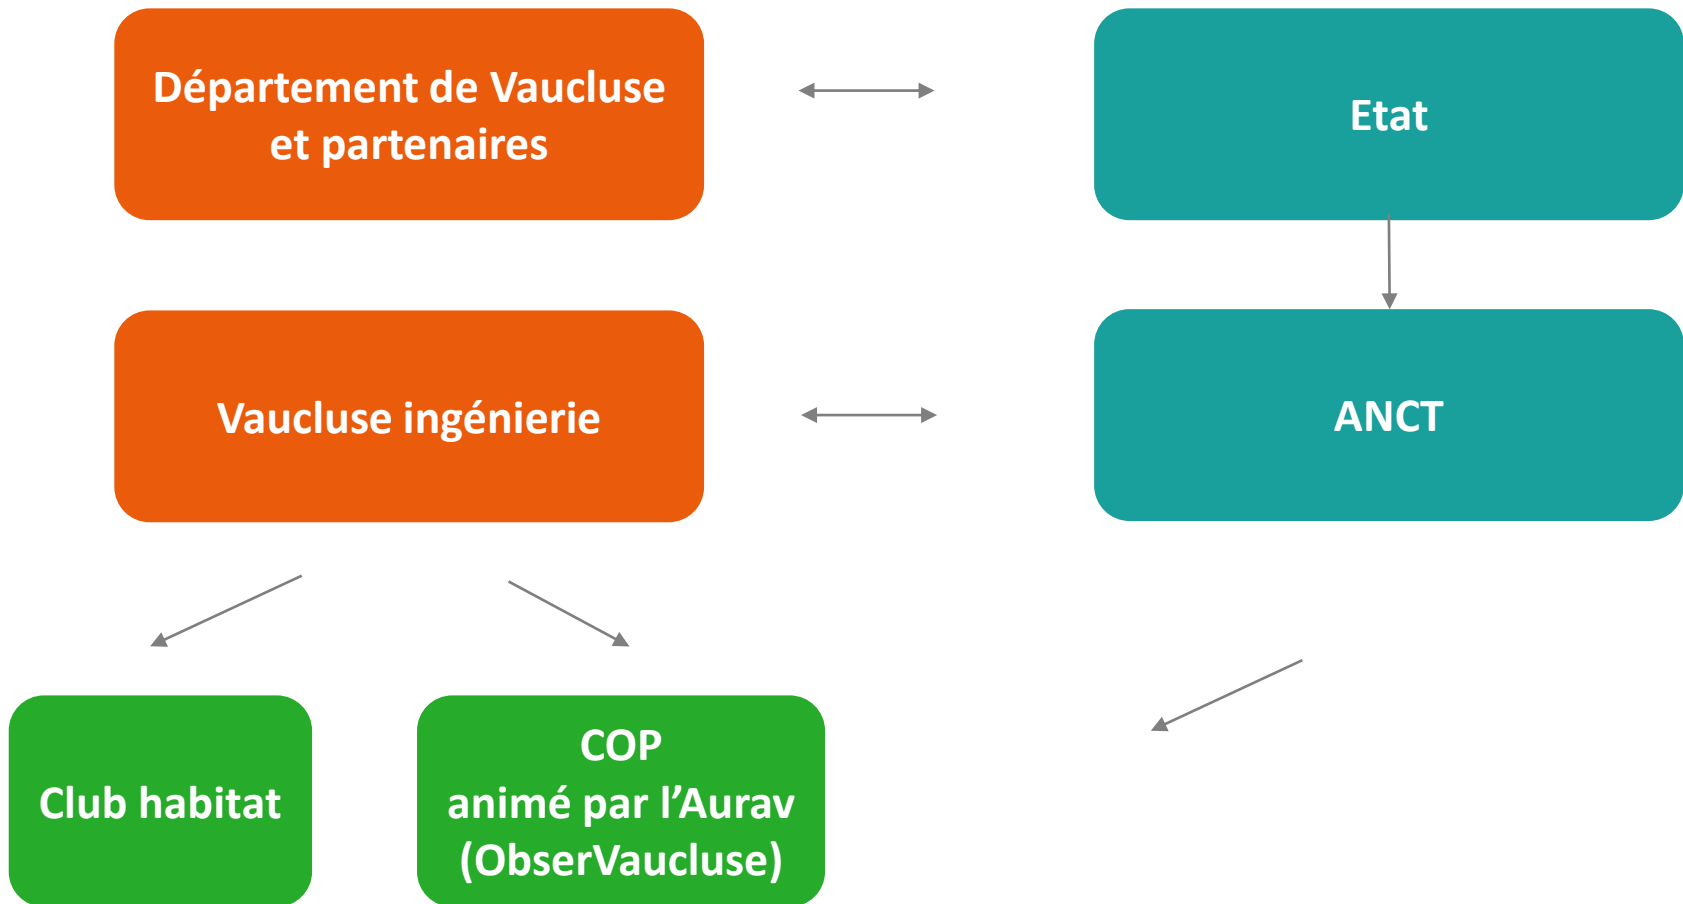 Département de Vaucluse
et partenaires
Etat
Vaucluse ingénierie
ANCT
Club habitat
COP
animé par l’Aurav
(ObserVaucluse)